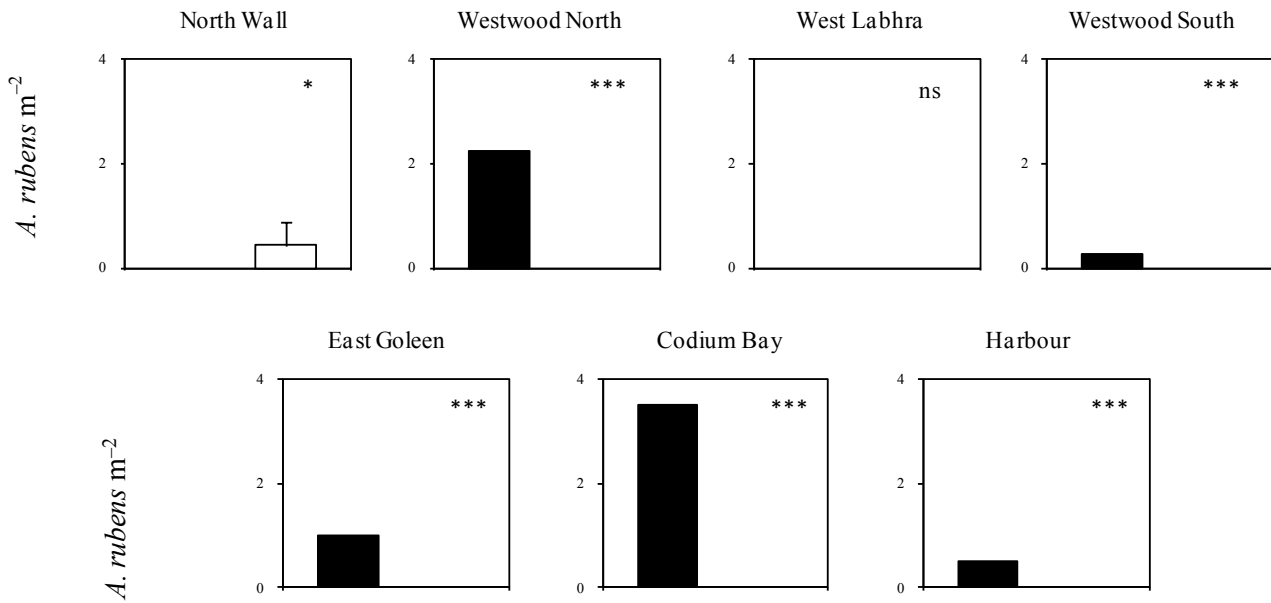 North Wall
Westwood North
West Labhra
Westwood South
A. rubens m⁻²
4
2
0
*
4
2
0
***
4
2
0
ns
4
2
0
***
East Goleen
Codium Bay
Harbour
A. rubens m⁻²
4
2
0
***
4
2
0
***
4
2
0
***